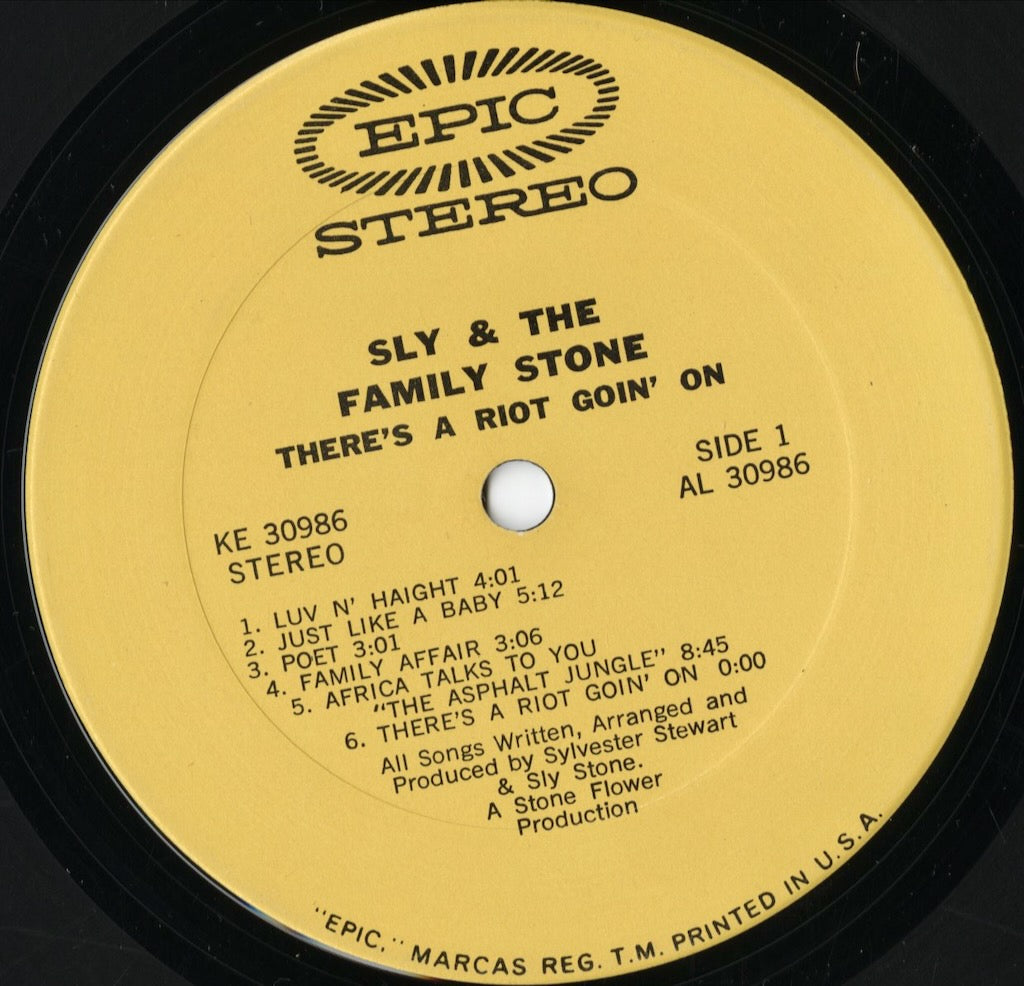 EPIC
STEREO
SLY & THE
FAMILY STONE
THERE'S A RIOT GOIN' ON
SIDE 1
AL 30986
KE 30986
STEREO
1. LUV N' HAIGHT 4:01
2. JUST LIKE A BABY 5:12
3. POET 3:01
4. FAMILY AFFAIR 3:06
5. AFRICA TALKS TO YOU
"THE ASPHALT JUNGLE" 8:45
6. THERE'S A RIOT GOIN' ON 0:00
All Songs Written, Arranged and
Produced by Sylvester Stewart
& Sly Stone.
A Stone Flower
Production
"EPIC," MARCAS REG. T.M. PRINTED IN U.S.A.